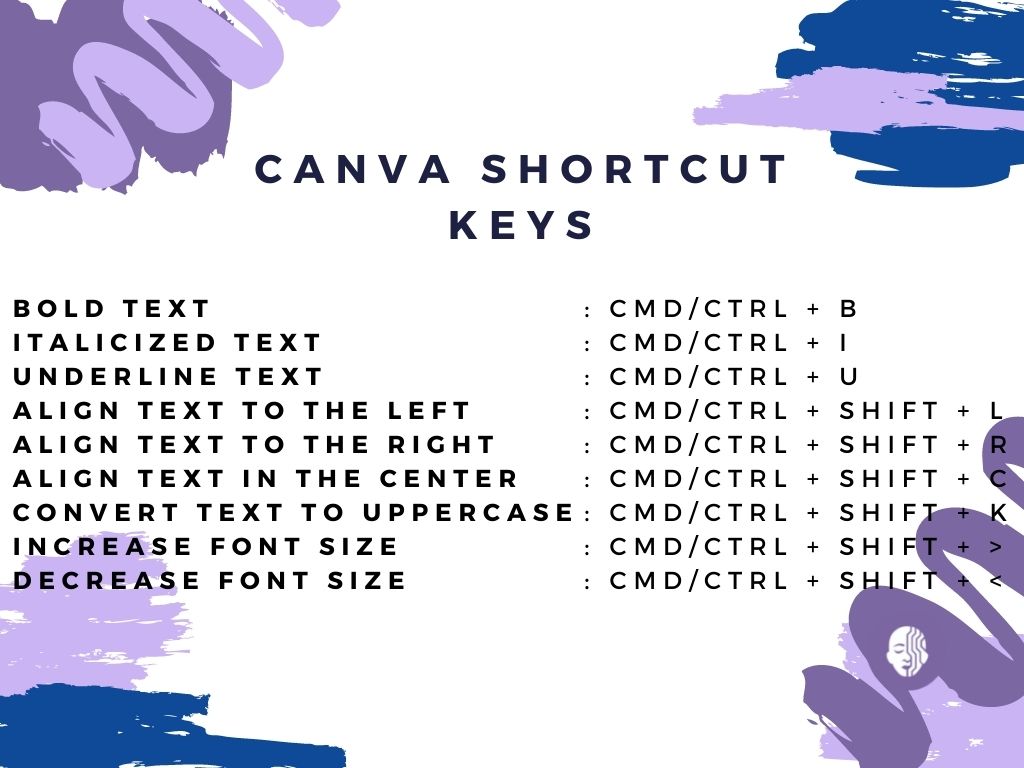 CANVA SHORTCUT
KEYS
BOLD TEXT : CMD/CTRL + B
ITALICIZED TEXT : CMD/CTRL + I
UNDERLINE TEXT : CMD/CTRL + U
ALIGN TEXT TO THE LEFT : CMD/CTRL + SHIFT + L
ALIGN TEXT TO THE RIGHT : CMD/CTRL + SHIFT + R
ALIGN TEXT IN THE CENTER : CMD/CTRL + SHIFT + C
CONVERT TEXT TO UPPERCASE : CMD/CTRL + SHIFT + K
INCREASE FONT SIZE : CMD/CTRL + SHIFT + >
DECREASE FONT SIZE : CMD/CTRL + SHIFT + <